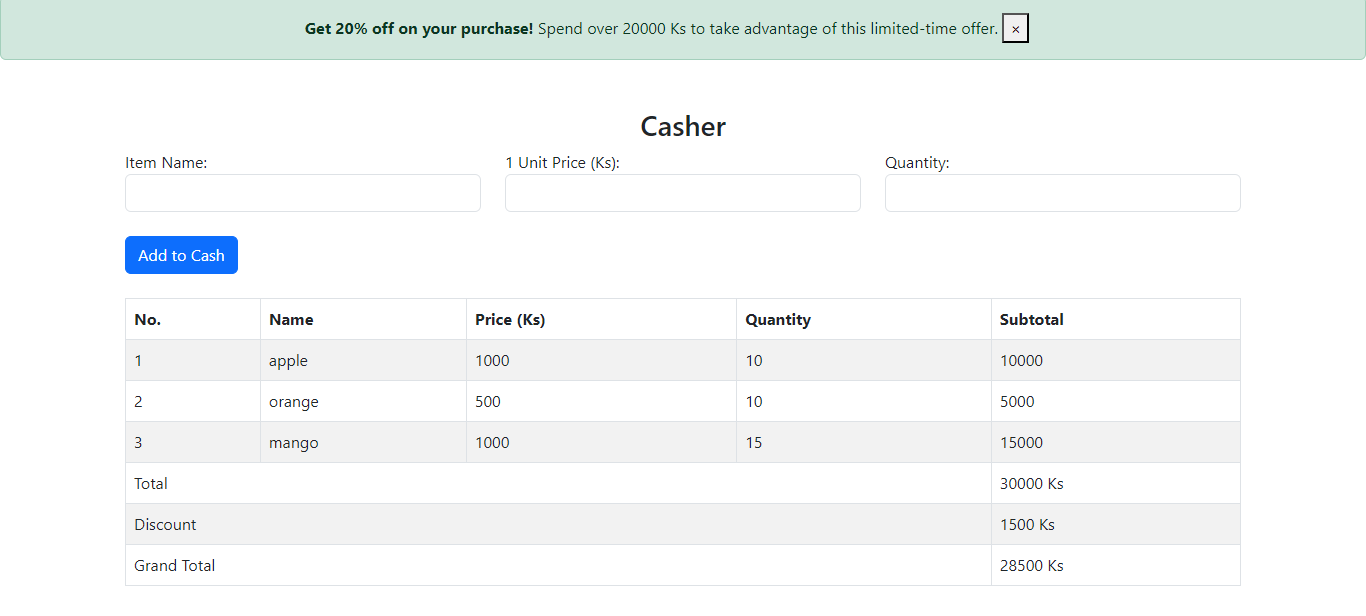 Get 20% off on your purchase! Spend over 20000 Ks to take advantage of this limited-time offer. ×
Casher
Item Name: 1 Unit Price (Ks): Quantity:
Add to Cash
No. Name Price (Ks) Quantity Subtotal
1 apple 1000 10 10000
2 orange 500 10 5000
3 mango 1000 15 15000
Total 30000 Ks
Discount 1500 Ks
Grand Total 28500 Ks